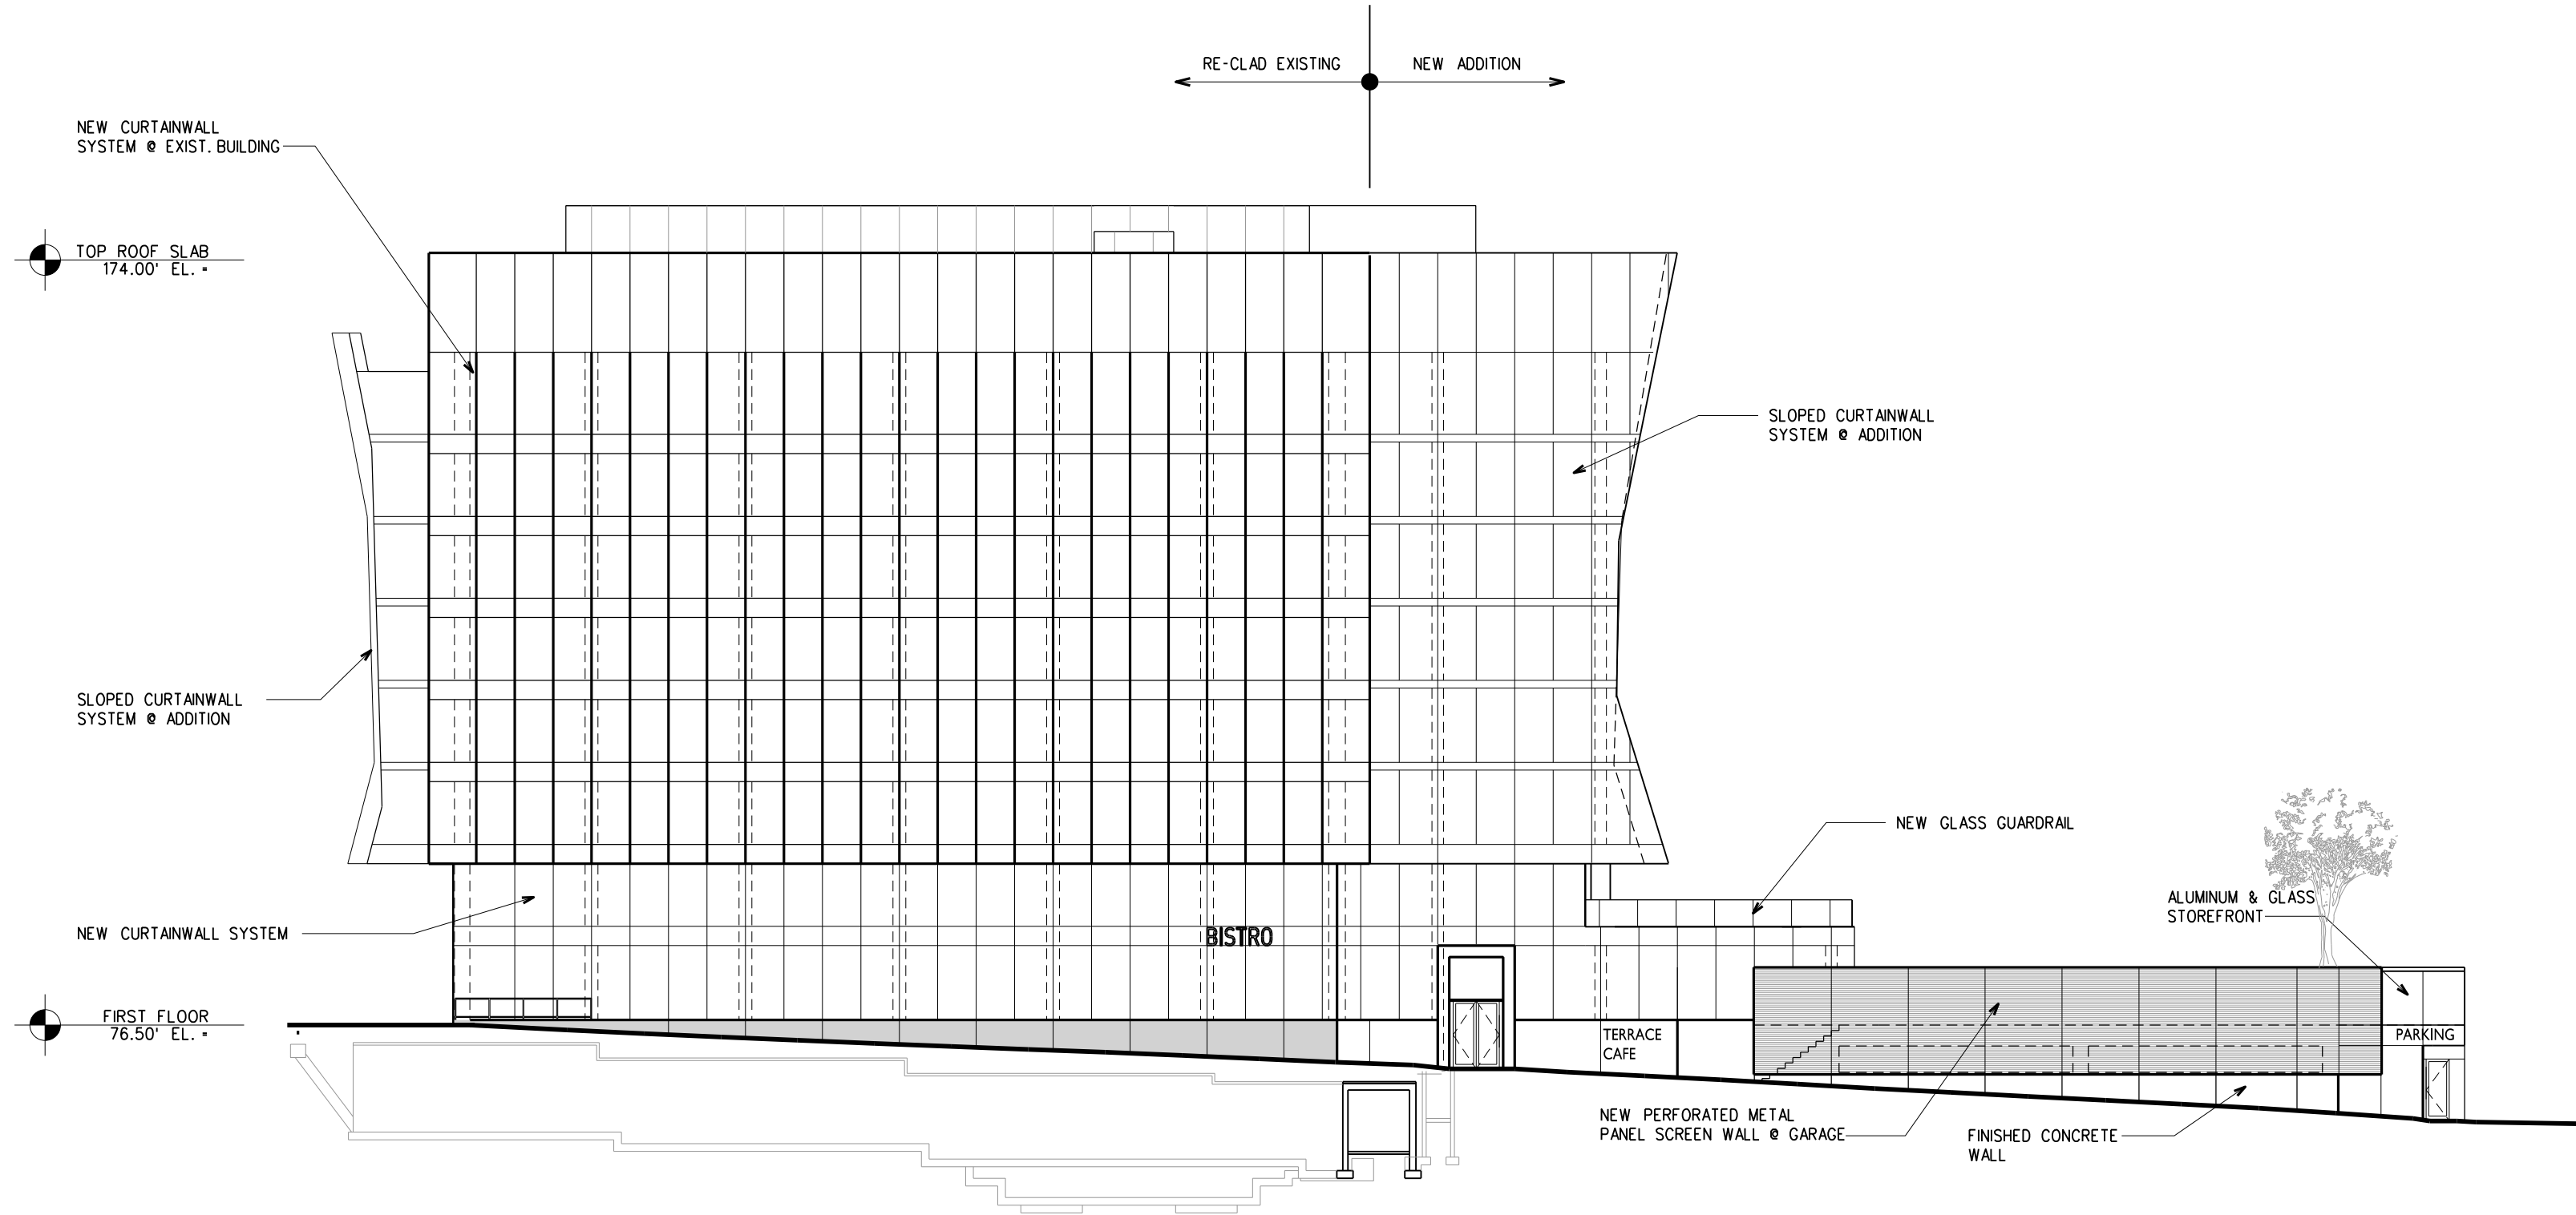 RE-CLAD EXISTING
NEW ADDITION
NEW CURTAINWALL
SYSTEM @ EXIST. BUILDING
TOP ROOF SLAB
174.00' EL. =
SLOPED CURTAINWALL
SYSTEM @ ADDITION
SLOPED CURTAINWALL
SYSTEM @ ADDITION
NEW GLASS GUARDRAIL
ALUMINUM & GLASS
STOREFRONT
NEW CURTAINWALL SYSTEM
BISTRO
FIRST FLOOR
76.50' EL. =
TERRACE
CAFE
PARKING
NEW PERFORATED METAL
PANEL SCREEN WALL @ GARAGE
FINISHED CONCRETE
WALL